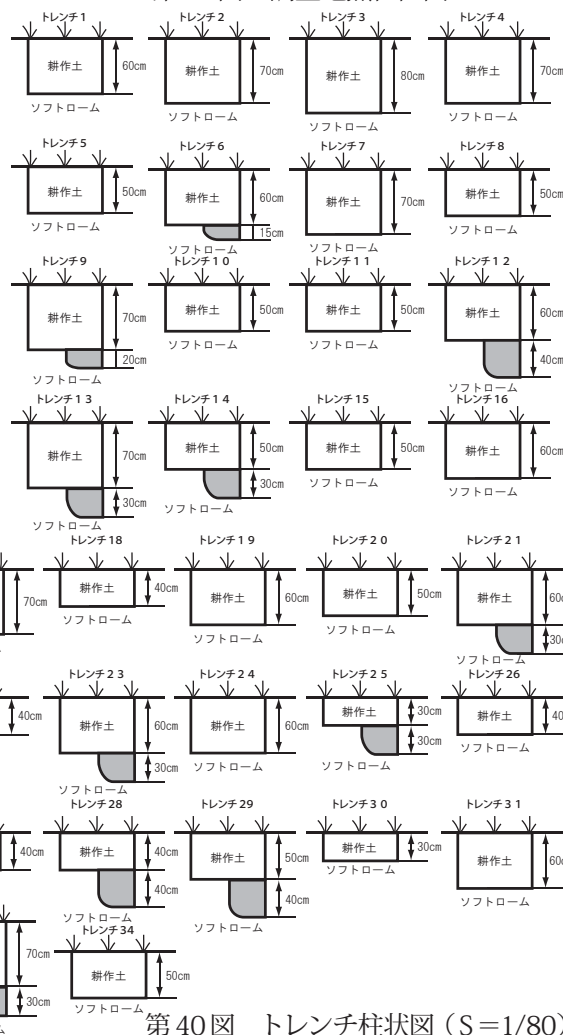 トレンチ1 トレンチ2 トレンチ3 トレンチ4
耕作土 60cm 耕作土 70cm 耕作土 80cm 耕作土 70cm
ソフトローム ソフトローム ソフトローム ソフトローム
トレンチ5 トレンチ6 トレンチ7 トレンチ8
耕作土 50cm 耕作土 60cm 15cm 耕作土 70cm 耕作土 50cm
ソフトローム ソフトローム ソフトローム ソフトローム
トレンチ9 トレンチ10 トレンチ11 トレンチ12
耕作土 70cm 20cm 耕作土 50cm 耕作土 50cm 耕作土 60cm 40cm
ソフトローム ソフトローム ソフトローム ソフトローム
トレンチ13 トレンチ14 トレンチ15 トレンチ16
耕作土 70cm 30cm 耕作土 50cm 30cm 耕作土 50cm 耕作土 60cm
ソフトローム ソフトローム ソフトローム ソフトローム
トレンチ18 トレンチ19 トレンチ20 トレンチ21
70cm 耕作土 40cm 耕作土 60cm 耕作土 50cm 耕作土 60c 30c
ソフトローム ソフトローム ソフトローム ソフトローム
トレンチ23 トレンチ24 トレンチ25 トレンチ26
40cm 耕作土 60cm 30cm 耕作土 60cm 耕作土 30cm 30cm 耕作土 40
ソフトローム ソフトローム ソフトローム ソフトローム
トレンチ28 トレンチ29 トレンチ30 トレンチ31
40cm 耕作土 40cm 40cm 耕作土 50cm 40cm 耕作土 30cm 耕作土 60c
ソフトローム ソフトローム ソフトローム ソフトローム
トレンチ34
70cm 30cm 耕作土 50cm
ソフトローム
第40図 トレンチ柱状図(S=1/80)